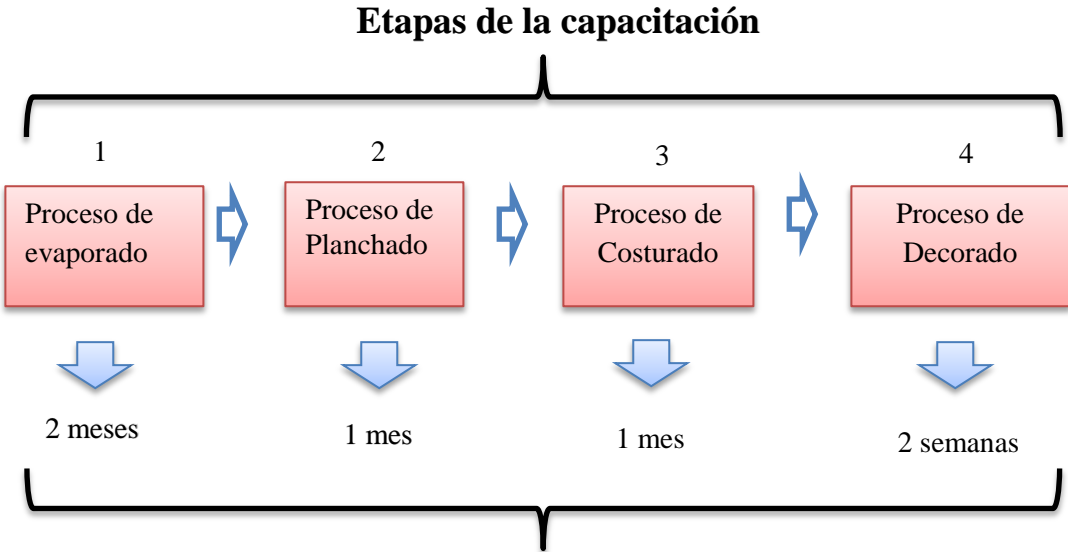 Etapas de la capacitación
1
2
3
4
Proceso de
evaporado
Proceso de
Planchado
Proceso de
Costurado
Proceso de
Decorado
2 meses
1 mes
1 mes
2 semanas